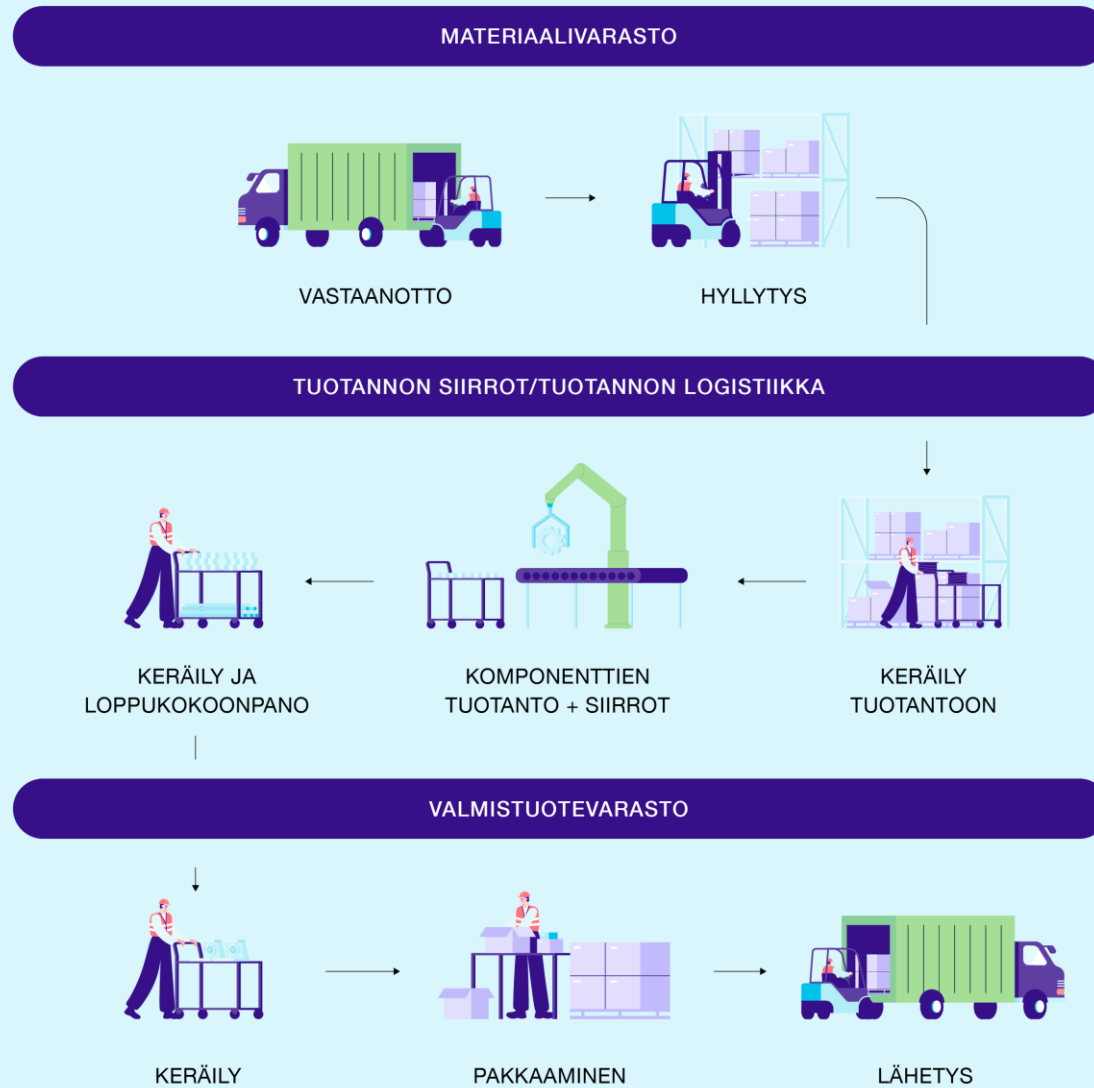 MATERIAALIVARASTO
VASTAANOTTO
HYLLYTYS
TUOTANNON SIIRROT/TUOTANNON LOGISTIIKKA
KERÄILY JA
LOPPUKOKOONPANO
KOMPONENTTIEN
TUOTANTO + SIIRROT
KERÄILY
TUOTANTOON
VALMISTUOTEVARASTO
KERÄILY
PAKKAAMINEN
LÄHETYS